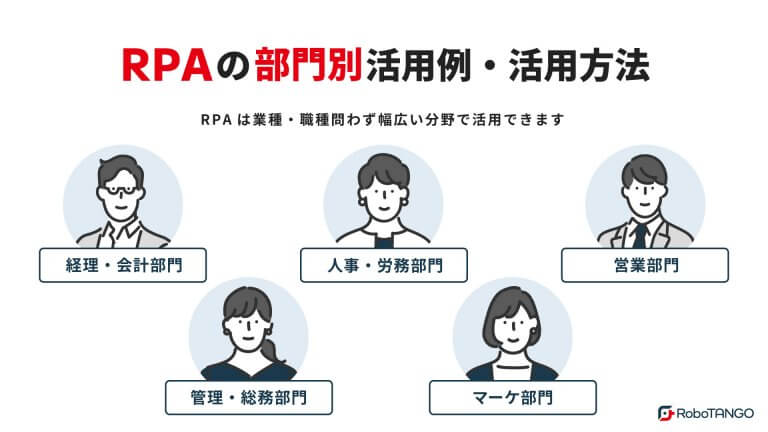 RPAの部門別活用例・活用方法
RPAは業種・職種問わず幅広い分野で活用できます
経理・会計部門
人事・労務部門
営業部門
管理・総務部門
マーケ部門
RoboTANGO